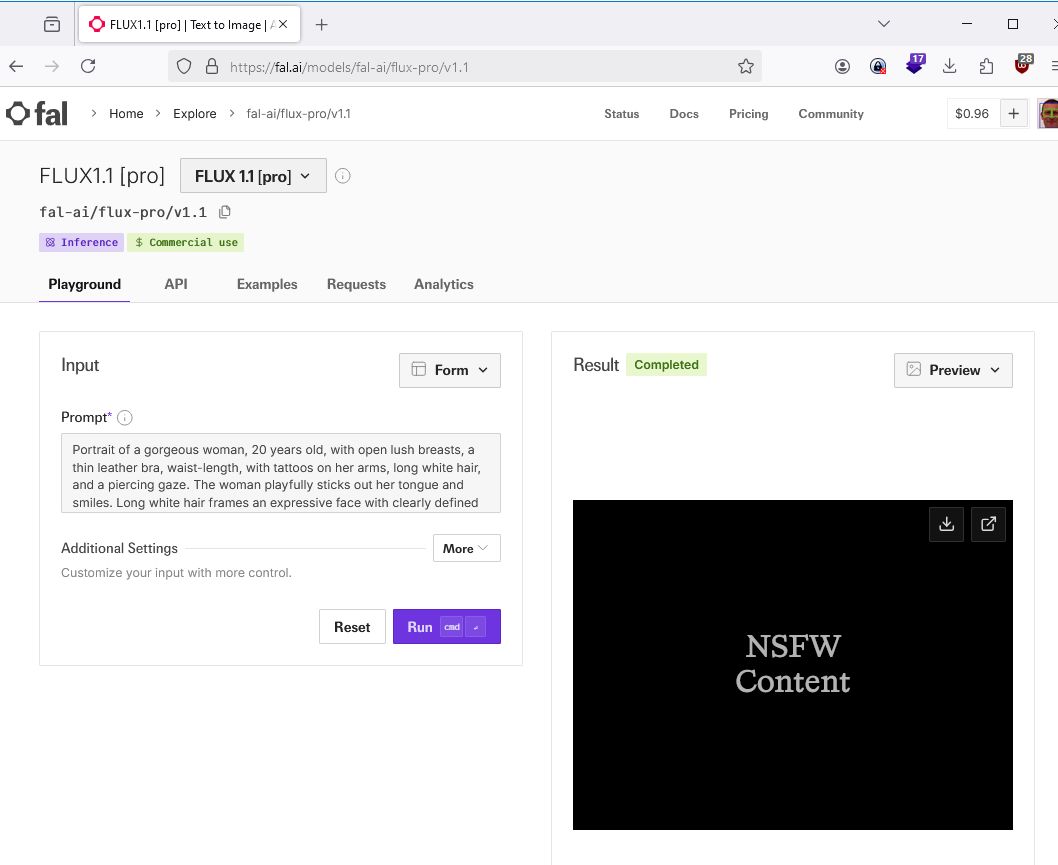 FLUX1.1 [pro] | Text to Image | A
https://fal.ai/models/fal-ai/flux-pro/v1.1
17
28
fal
Home
Explore
fal-ai/flux-pro/v1.1
Status
Docs
Pricing
Community
$0.96
FLUX1.1 [pro]
FLUX 1.1 [pro]
fal-ai/flux-pro/v1.1
Inference
$ Commercial use
Playground
API
Examples
Requests
Analytics
Input
Form
Prompt*
Portrait of a gorgeous woman, 20 years old, with open lush breasts, a
thin leather bra, waist-length, with tattoos on her arms, long white hair,
and a piercing gaze. The woman playfully sticks out her tongue and
smiles. Long white hair frames an expressive face with clearly defined
Additional Settings
More
Customize your input with more control.
Reset
Run
cmd
Result
Completed
Preview
NSFW
Content